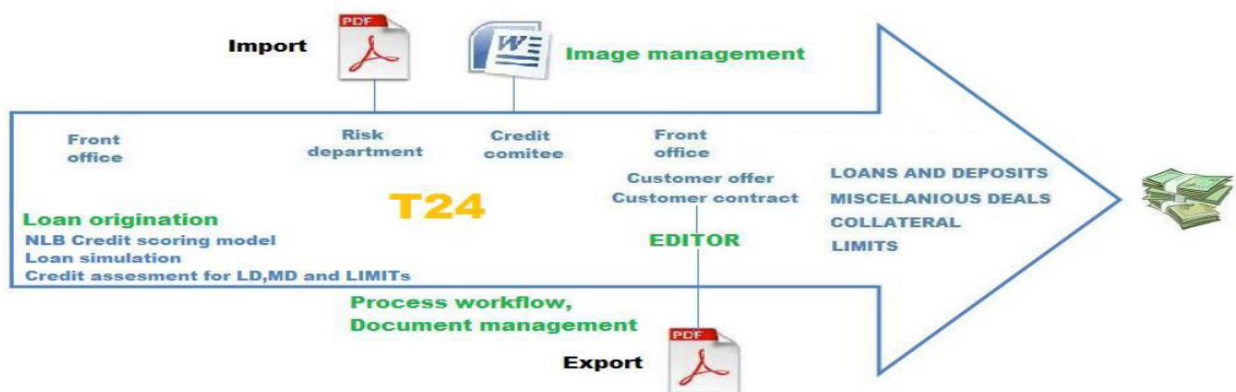 PDF
Import
W
Image management
Front
office
Risk
department
Credit
comitee
Front
office
Customer offer
Customer contract
LOANS AND DEPOSITS
MISCELANIOUS DEALS
COLLATERAL
LIMITS
T24
Loan origination
NLB Credit scoring model
Loan simulation
Credit assesment for LD,MD and LIMITs
EDITOR
Process workflow,
Document management
PDF
Export